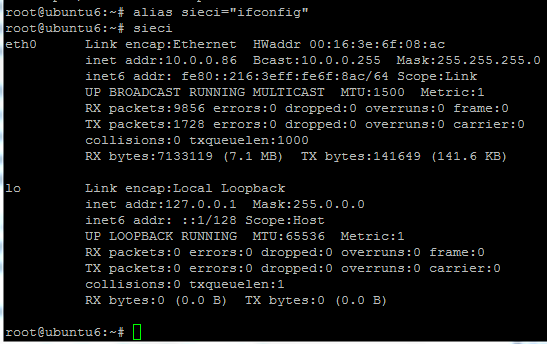 root@ubuntu6:~# alias sieci="ifconfig"
root@ubuntu6:~# sieci
eth0      Link encap:Ethernet  HWaddr 00:16:3e:6f:08:ac
          inet addr:10.0.0.86  Bcast:10.0.0.255  Mask:255.255.255.0
          inet6 addr: fe80::216:3eff:fe6f:8ac/64 Scope:Link
          UP BROADCAST RUNNING MULTICAST  MTU:1500  Metric:1
          RX packets:9856 errors:0 dropped:0 overruns:0 frame:0
          TX packets:1728 errors:0 dropped:0 overruns:0 carrier:0
          collisions:0 txqueuelen:1000
          RX bytes:7133119 (7.1 MB)  TX bytes:141649 (141.6 KB)
lo        Link encap:Local Loopback
          inet addr:127.0.0.1  Mask:255.0.0.0
          inet6 addr: ::1/128 Scope:Host
          UP LOOPBACK RUNNING  MTU:65536  Metric:1
          RX packets:0 errors:0 dropped:0 overruns:0 frame:0
          TX packets:0 errors:0 dropped:0 overruns:0 carrier:0
          collisions:0 txqueuelen:1
          RX bytes:0 (0.0 B)  TX bytes:0 (0.0 B)
root@ubuntu6:~#